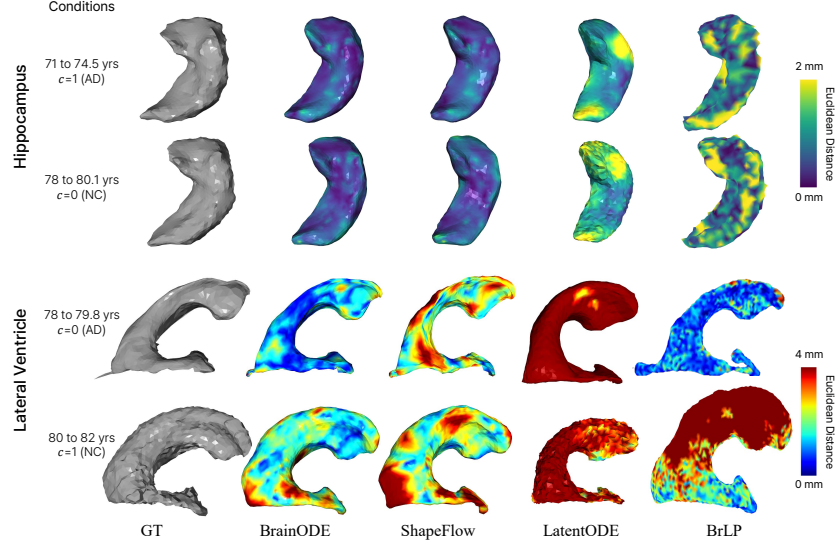 Conditions
Hippocampus
71 to 74.5 yrs
c=1 (AD)
78 to 80.1 yrs
c=0 (NC)
2 mm
Euclidean Distance
0 mm
Lateral Ventricle
78 to 79.8 yrs
c=0 (AD)
80 to 82 yrs
c=1 (NC)
4 mm
Euclidean Distance
0 mm
GT
BrainODE
ShapeFlow
LatentODE
BrLP